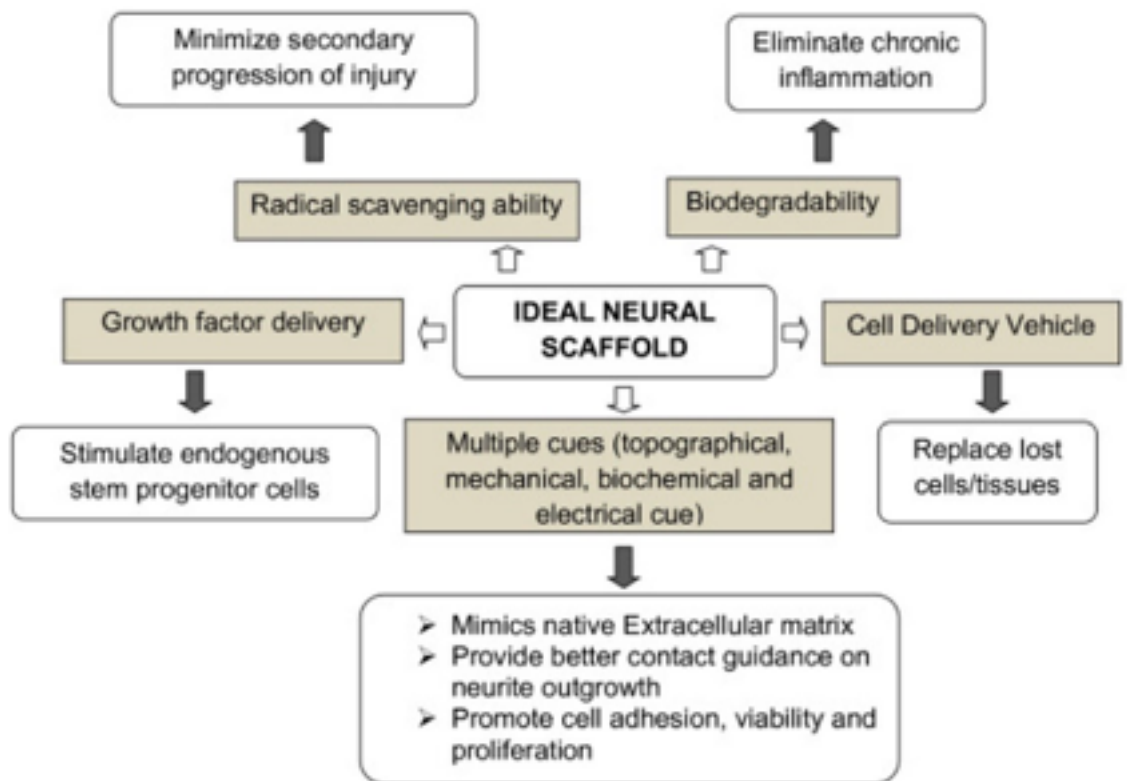 Minimize secondary
progression of injury
Eliminate chronic
inflammation
Radical scavenging ability
Biodegradability
Growth factor delivery
IDEAL NEURAL
SCAFFOLD
Cell Delivery Vehicle
Stimulate endogenous
stem progenitor cells
Multiple cues (topographical,
mechanical, biochemical and
electrical cue)
Replace lost
cells/tissues
➢ Mimics native Extracellular matrix
➢ Provide better contact guidance on
neurite outgrowth
➢ Promote cell adhesion, viability and
proliferation